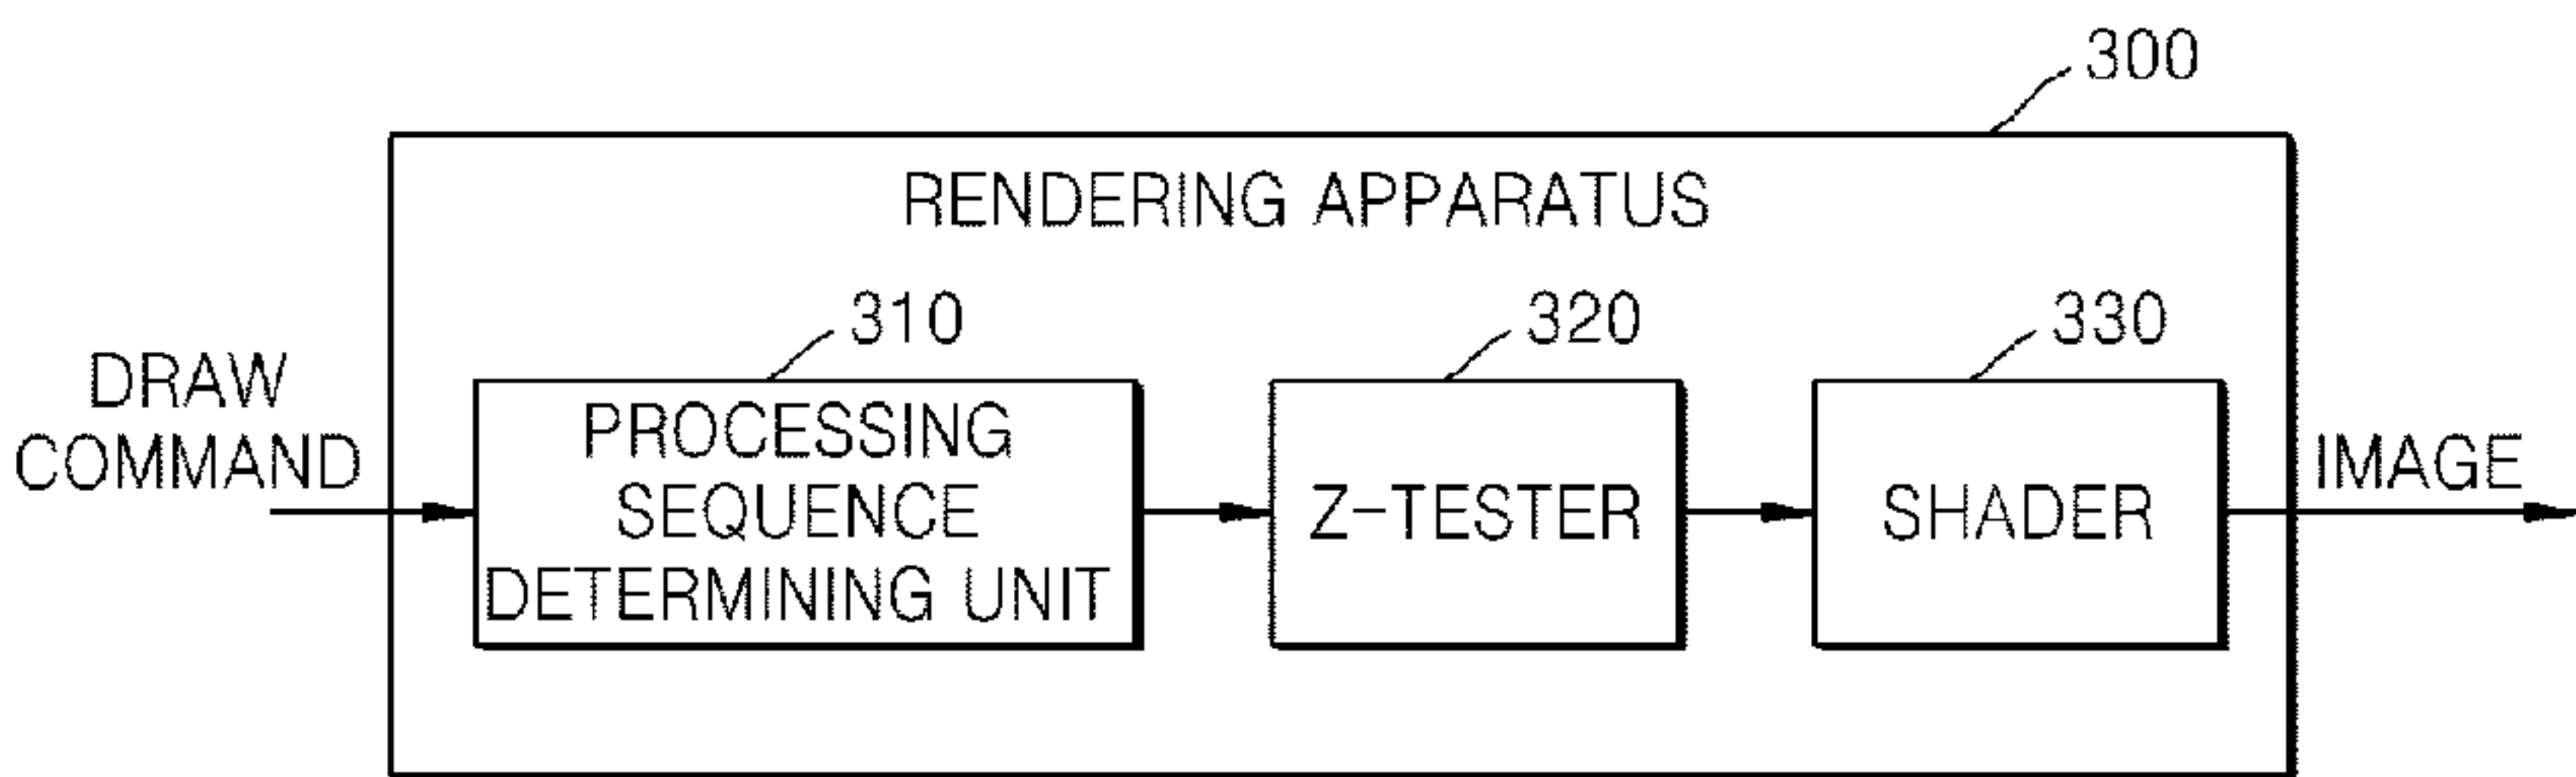 300
RENDERING APPARATUS
310
320
330
DRAW
COMMAND
PROCESSING
SEQUENCE
DETERMINING UNIT
Z-TESTER
SHADER
IMAGE